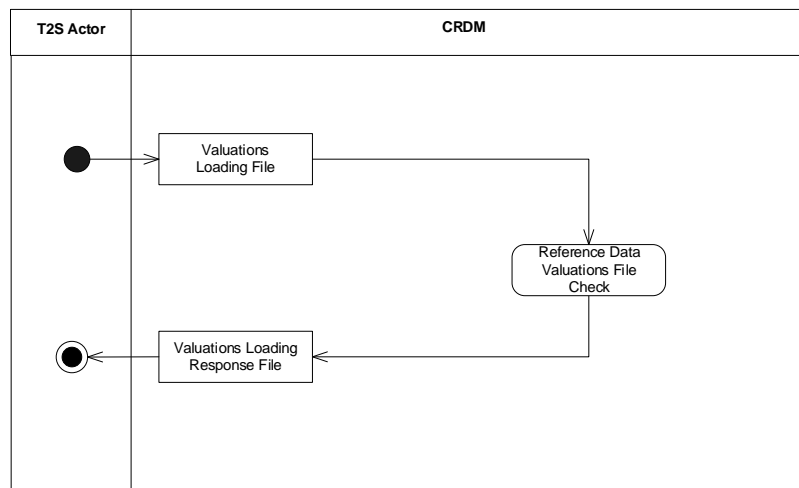 T2S Actor
CRDM
Valuations
Loading File
Reference Data
Valuations File
Check
Valuations Loading
Response File